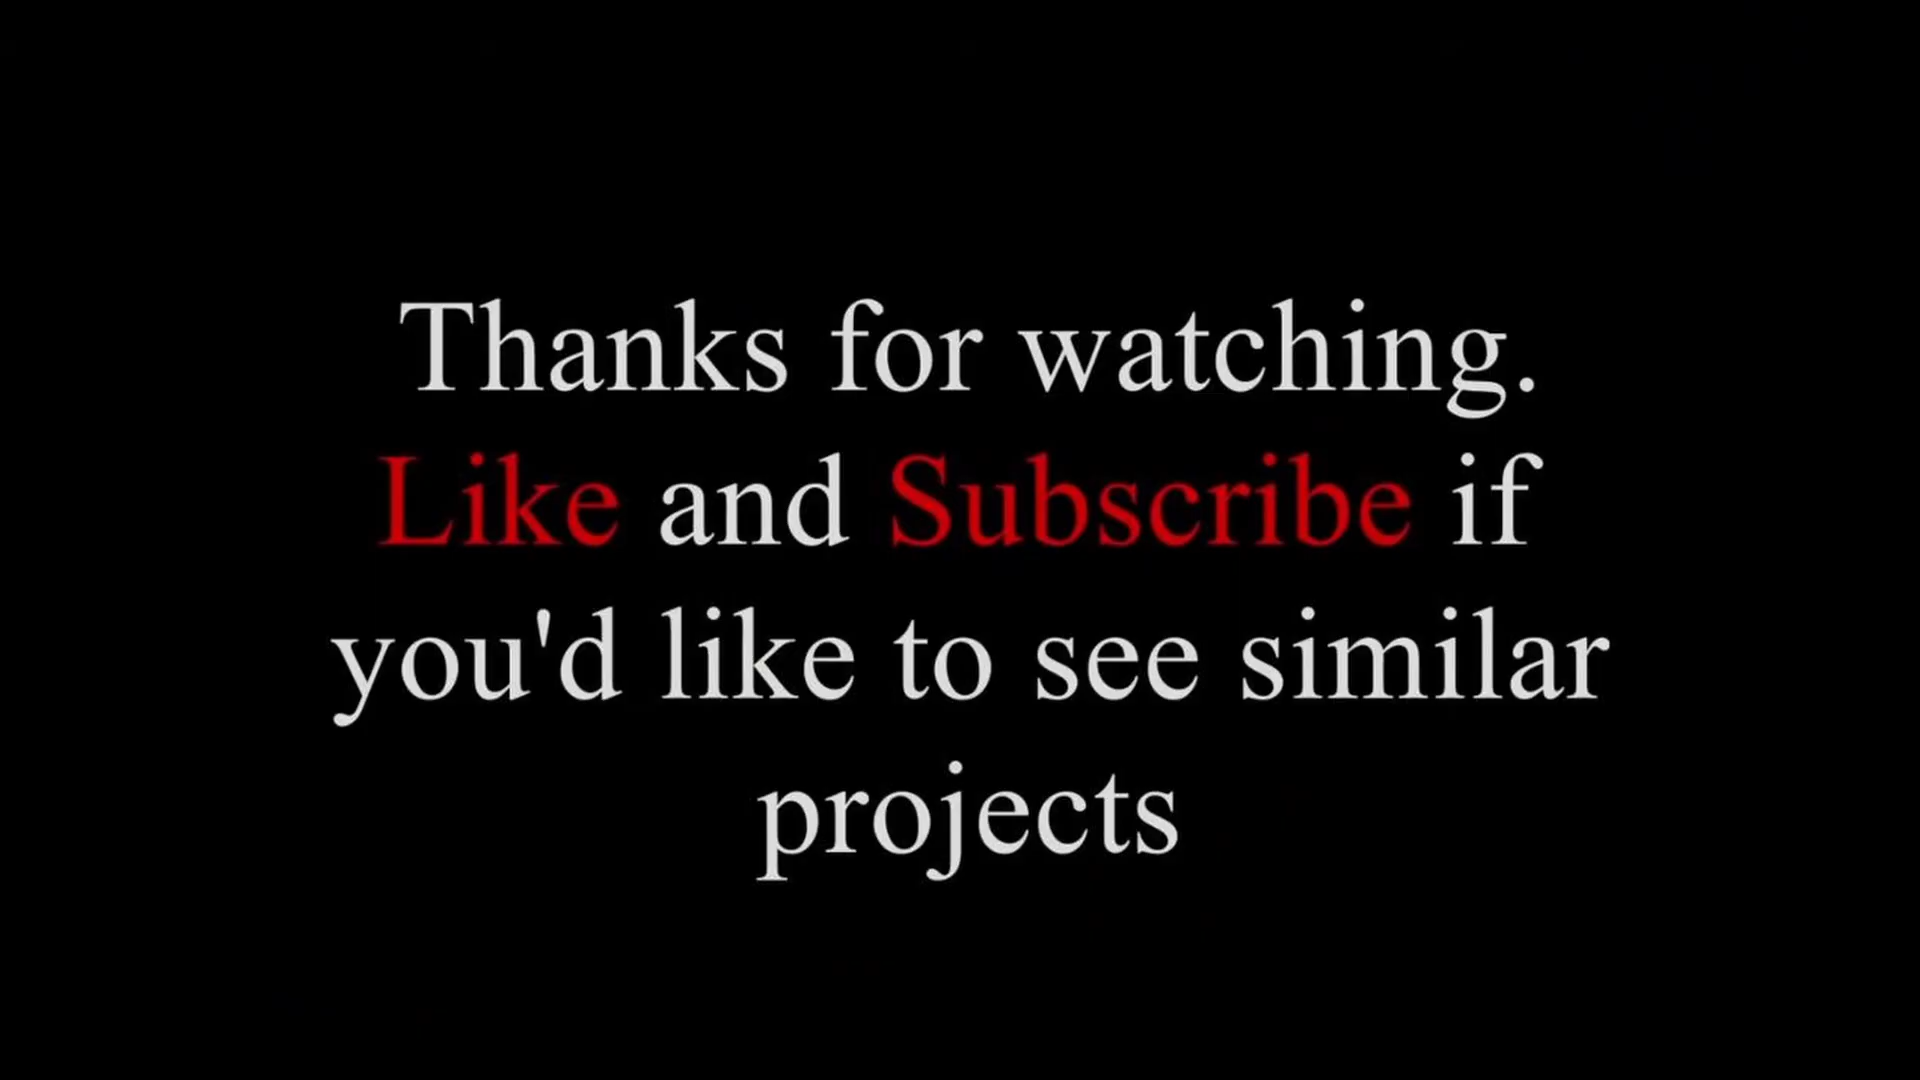 Thanks for watching.
Like and Subscribe if
you'd like to see similar
projects